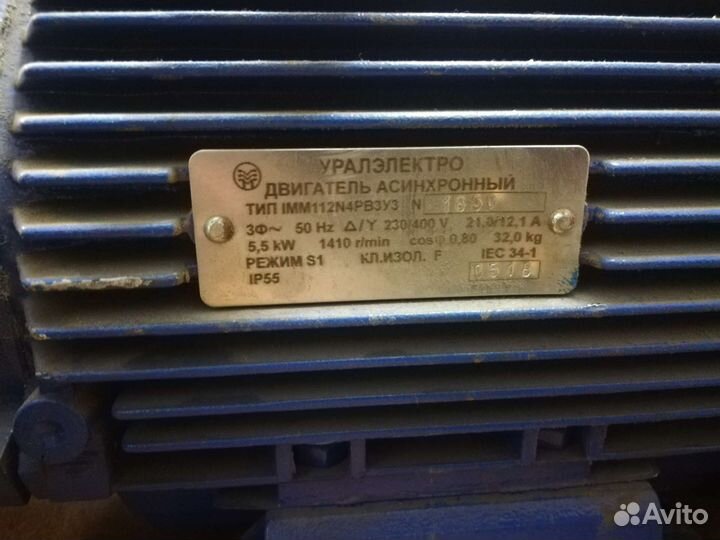 УРАЛЭЛЕКТРО
ДВИГАТЕЛЬ АСИНХРОННЫЙ
ТИП IMM112N4РВ3У3 N
3Ф~ 50 Hz Δ/Y 230/400 V 21,0/12,1 A
5,5 kW 1410 r/min cosφ 0,80 32,0 kg
РЕЖИМ S1 КЛ.ИЗОЛ. F IEC 34-1
IP55
Avito